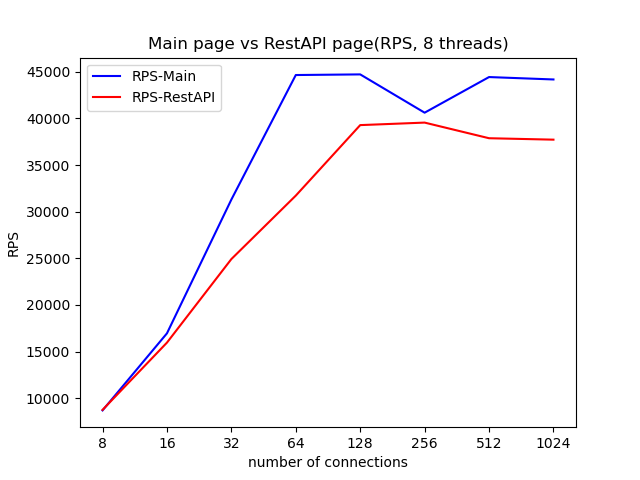 Main page vs RestAPI page(RPS, 8 threads)
RPS-Main
RPS-RestAPI
45000
40000
35000
30000
25000
20000
15000
10000
RPS
8 16 32 64 128 256 512 1024
number of connections